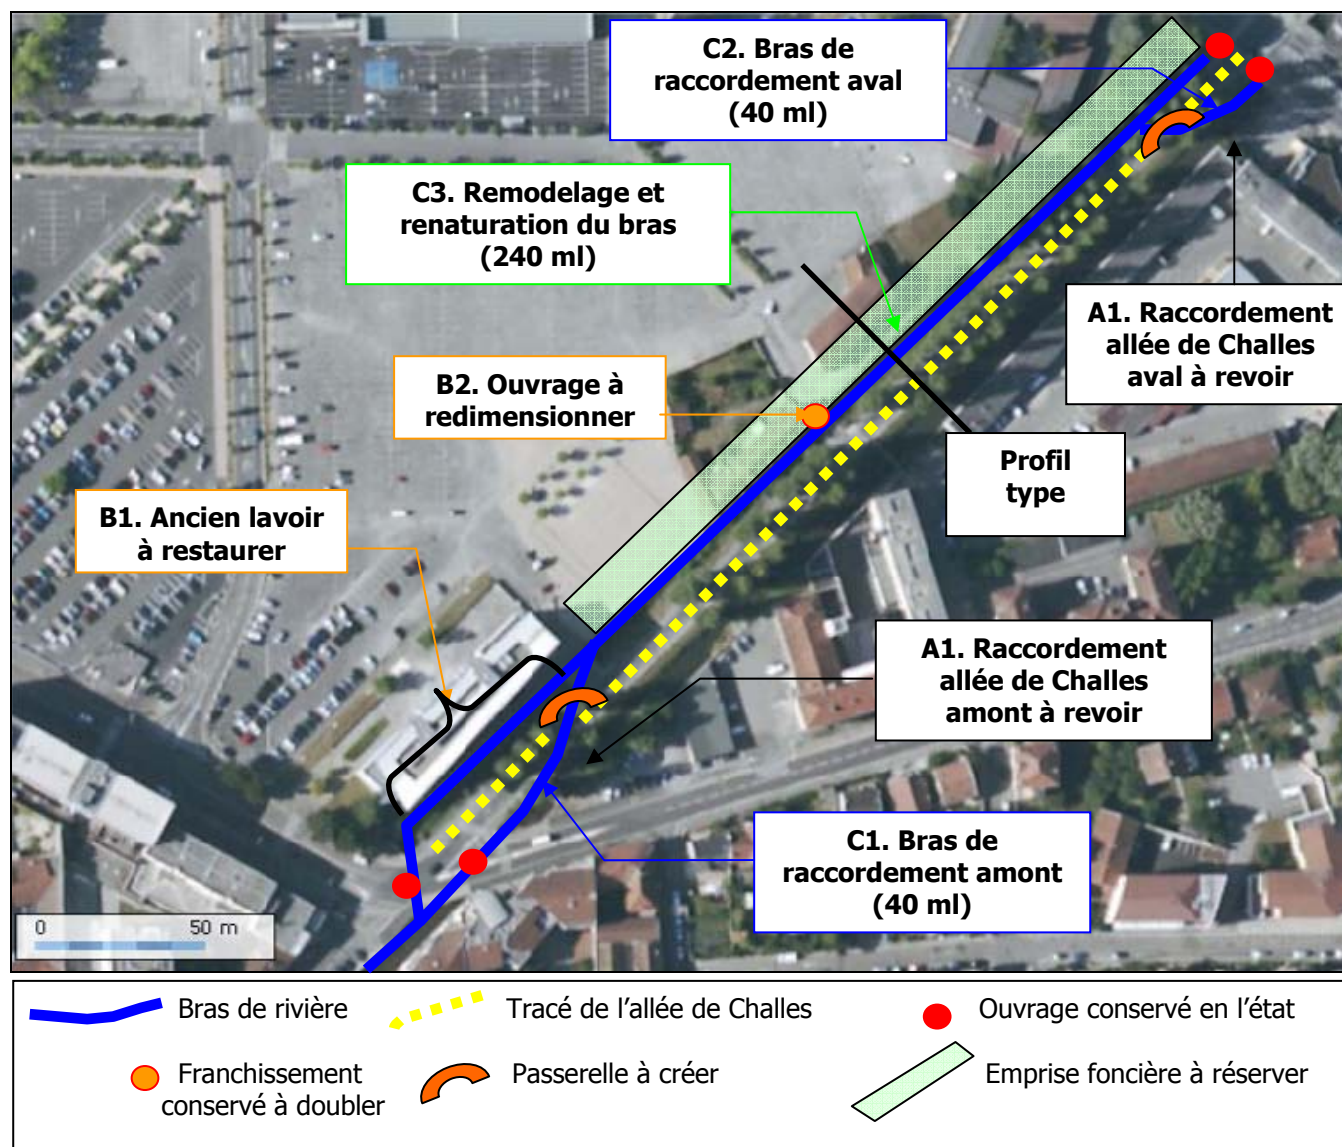 C2. Bras de
raccordement aval
(40 ml)
C3. Remodelage et
renaturation du bras
(240 ml)
A1. Raccordement
allée de Challes
aval à revoir
B2. Ouvrage à
redimensionner
Profil
type
B1. Ancien lavoir
à restaurer
A1. Raccordement
allée de Challes
amont à revoir
C1. Bras de
raccordement amont
(40 ml)
0 50 m
Bras de rivière
Tracé de l'allée de Challes
Ouvrage conservé en l'état
Franchissement
conservé à doubler
Passerelle à créer
Emprise foncière à réserver